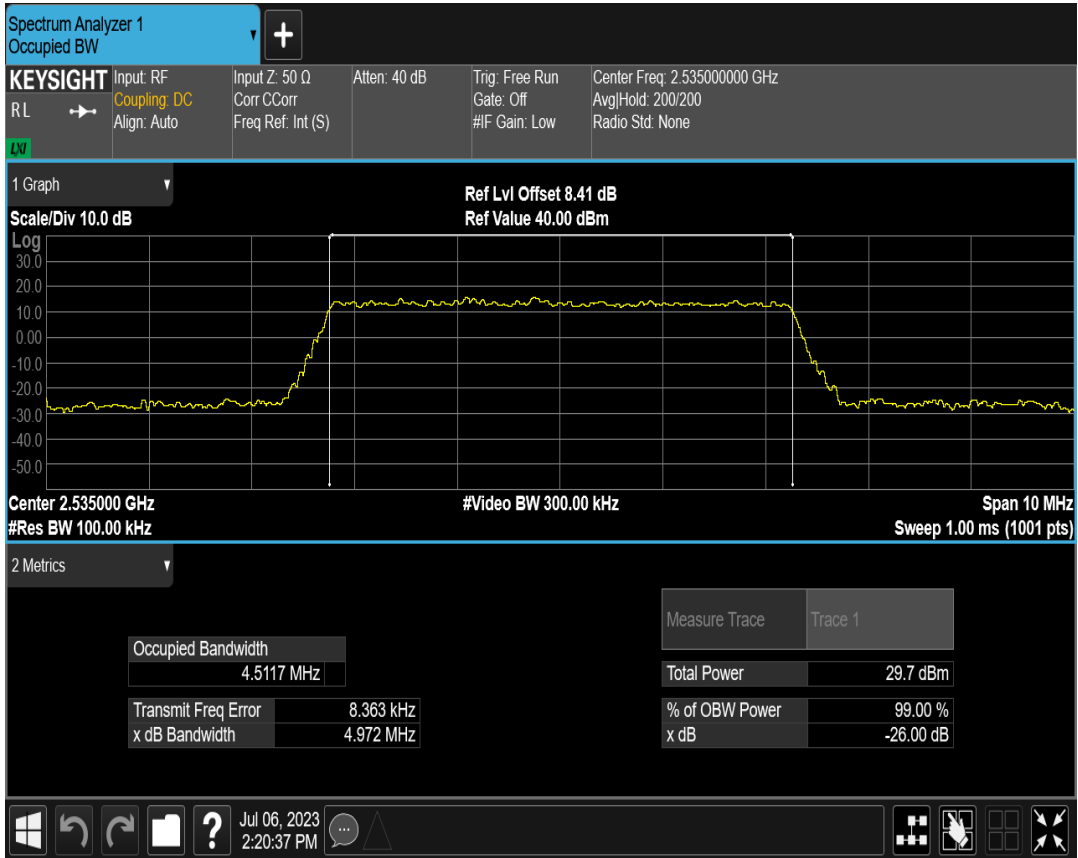 Spectrum Analyzer 1
Occupied BW
+
KEYSIGHT
R L
LXI
Input: RF
Coupling: DC
Align: Auto
Input Z: 50 Ω
Corr CCorr
Freq Ref: Int (S)
Atten: 40 dB
Trig: Free Run
Gate: Off
#IF Gain: Low
Center Freq: 2.535000000 GHz
Avg|Hold: 200/200
Radio Std: None
1 Graph
Scale/Div 10.0 dB
Ref Lvl Offset 8.41 dB
Ref Value 40.00 dBm
Log
30.0
20.0
10.0
0.00
-10.0
-20.0
-30.0
-40.0
-50.0
Center 2.535000 GHz
#Res BW 100.00 kHz
#Video BW 300.00 kHz
Span 10 MHz
Sweep 1.00 ms (1001 pts)
2 Metrics
Occupied Bandwidth
4.5117 MHz
Transmit Freq Error 8.363 kHz
x dB Bandwidth 4.972 MHz
Measure Trace Trace 1
Total Power 29.7 dBm
% of OBW Power 99.00 %
x dB -26.00 dB
?
Jul 06, 2023
2:20:37 PM